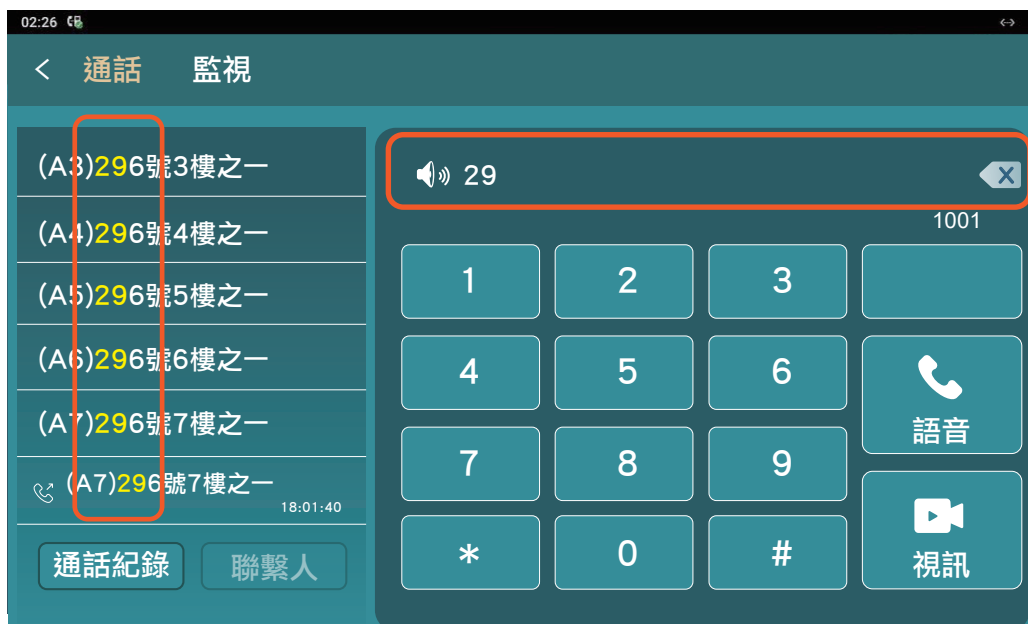 02:26
通話 監視
(A3)296號3樓之一
(A4)296號4樓之一
(A5)296號5樓之一
(A6)296號6樓之一
(A7)296號7樓之一
(A7)296號7樓之一
18:01:40
通話紀錄 聯繫人
29
1001
1 2 3
4 5 6
語音
7 8 9
* 0 #
視訊